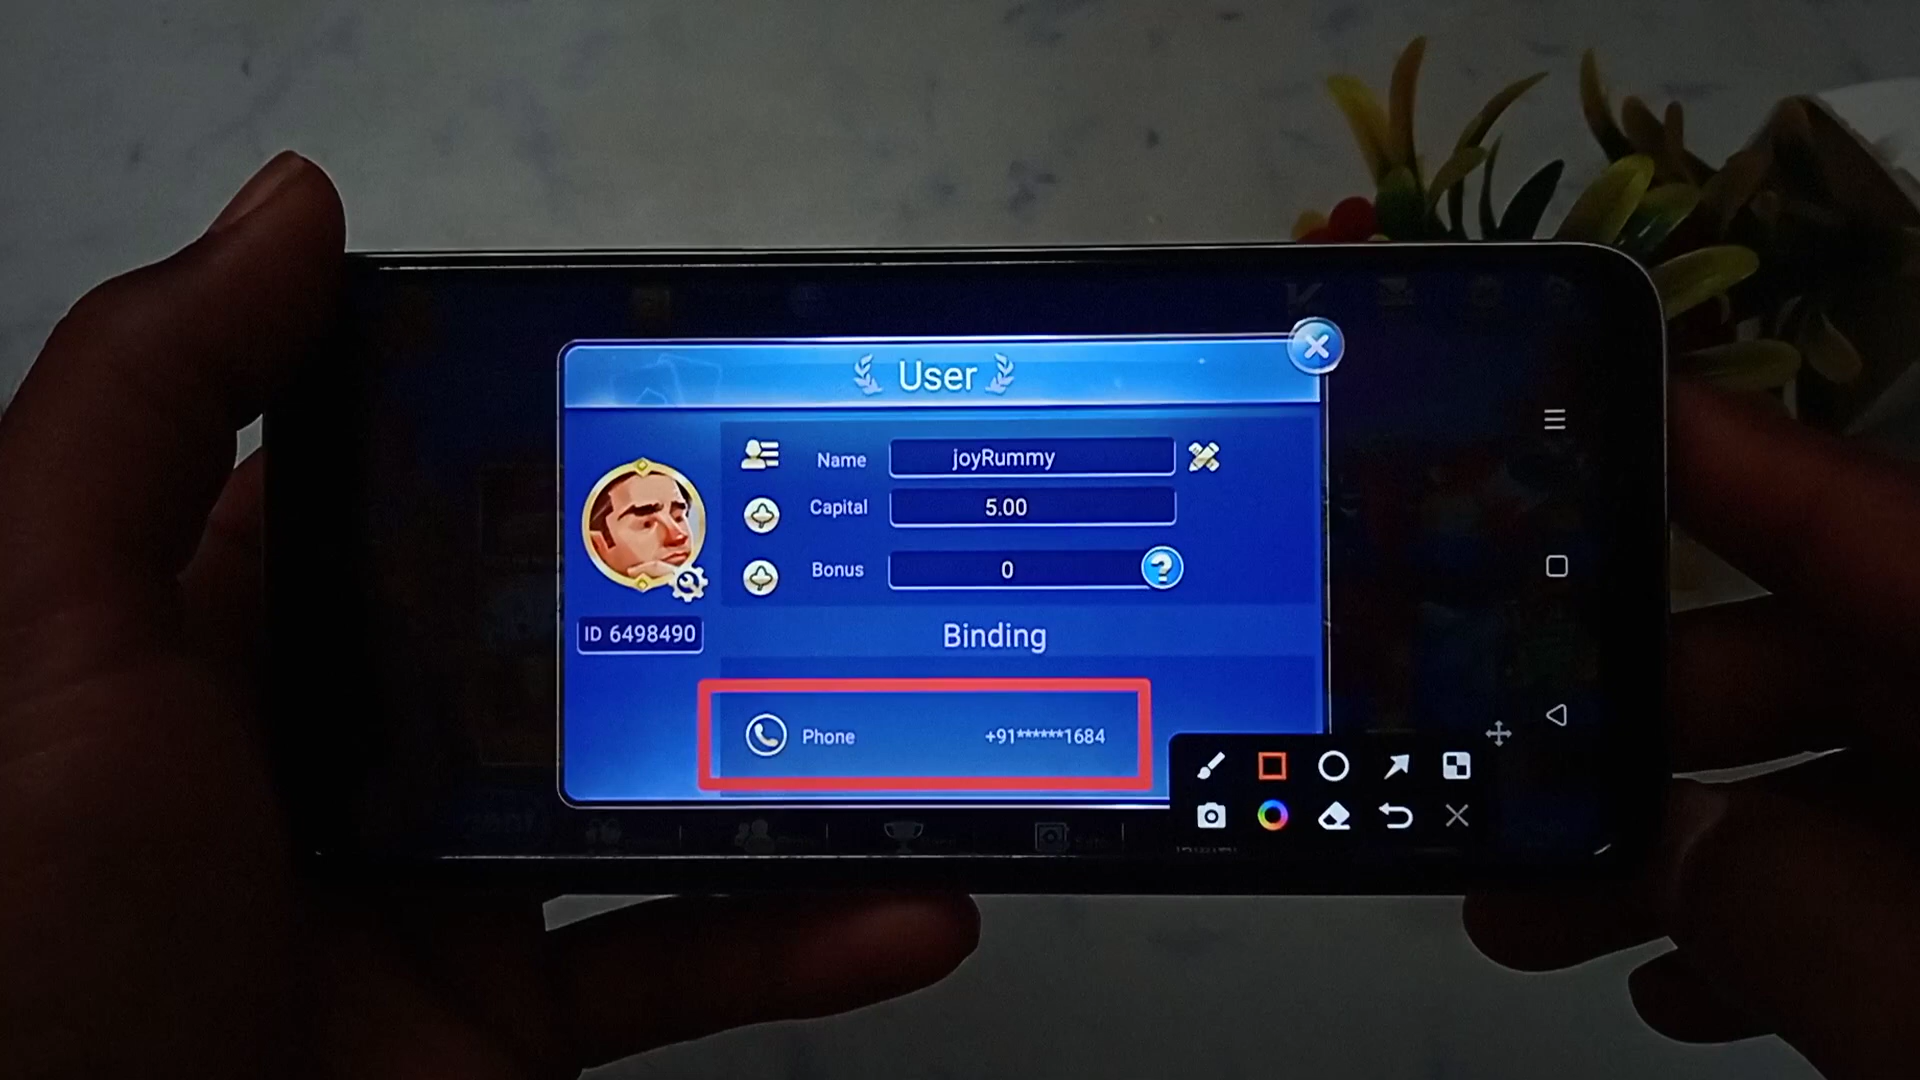 User
Name joyRummy
Capital 5.00
Bonus 0 ?
ID 6498490
Binding
Phone +91******1684